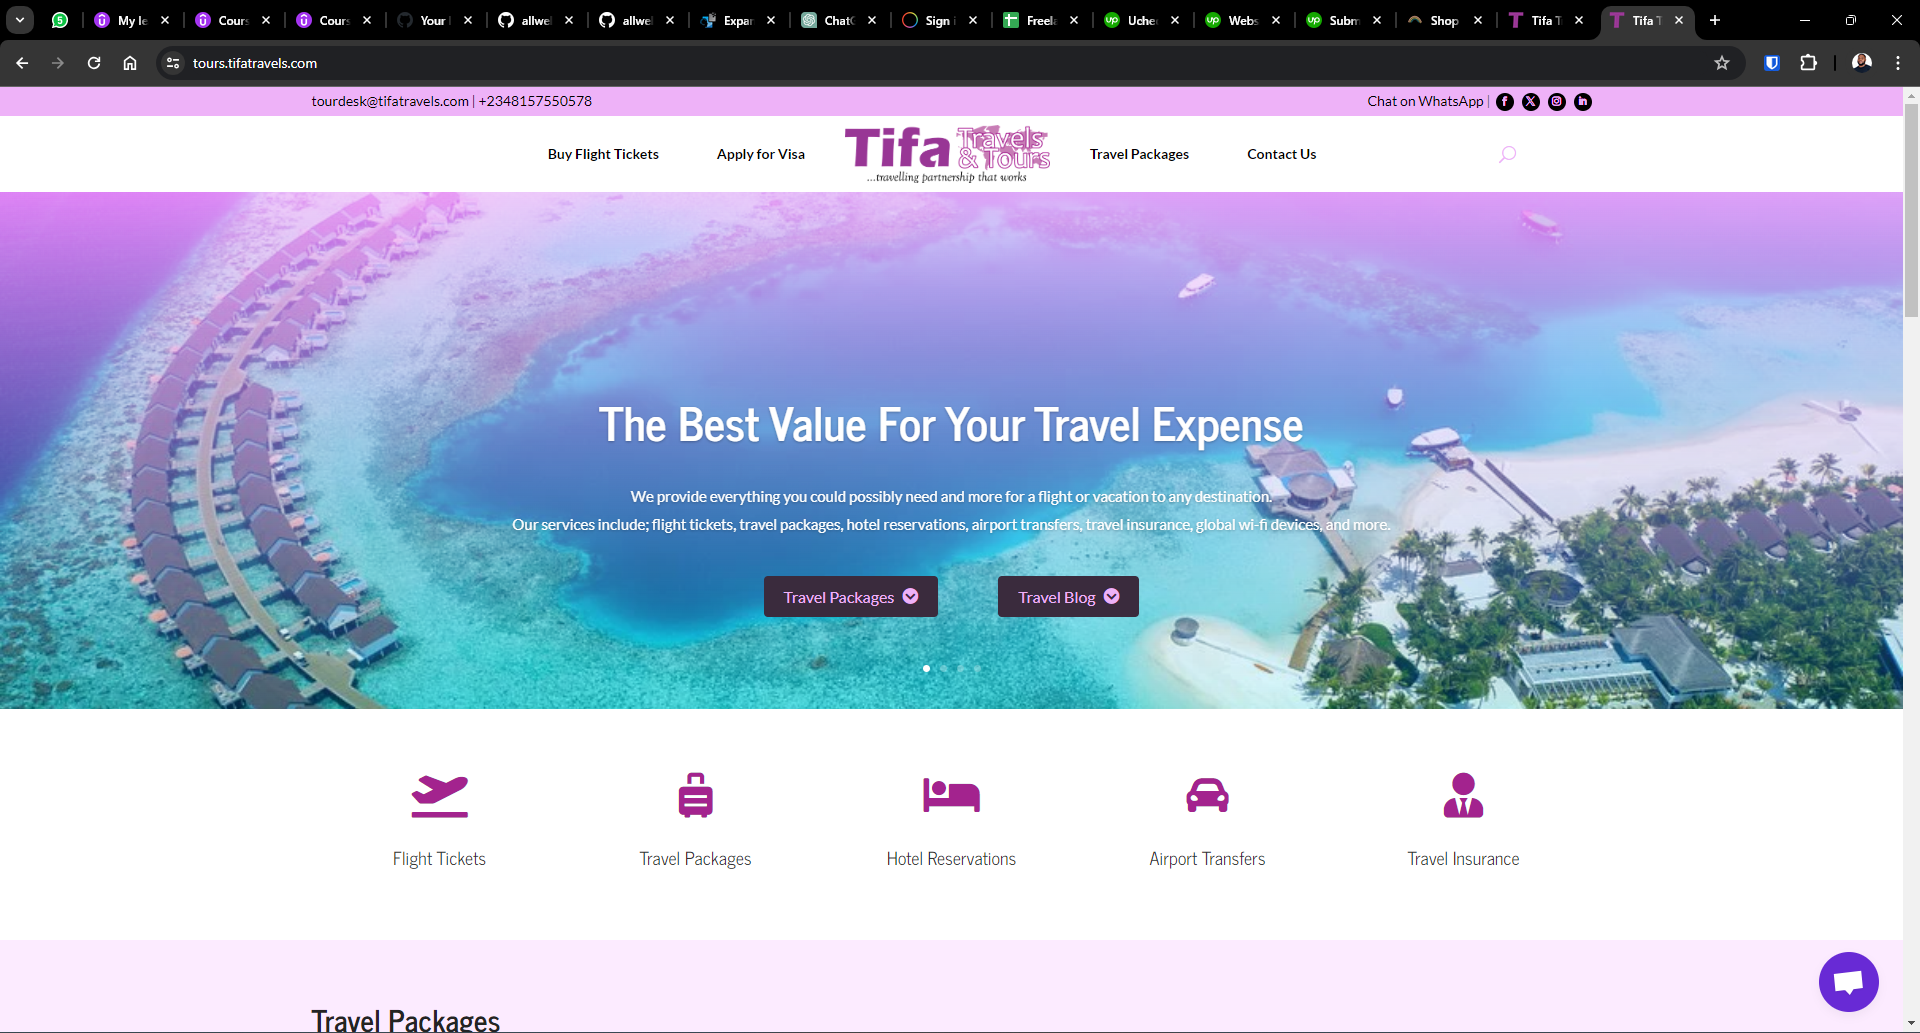 5
My le
Cours
Cours
Your
allwe
allwe
Expar
Chat
Sign i
Freela
Uche
Webs
Subm
Shop
Tifa T
Tifa T
tours.tifatravels.com
tourdesk@tifatravels.com | +2348157550578
Chat on WhatsApp |
Buy Flight Tickets
Apply for Visa
Tifa Travels & Tours
...travelling partnership that works
Travel Packages
Contact Us
The Best Value For Your Travel Expense
We provide everything you could possibly need and more for a flight or vacation to any destination.
Our services include; flight tickets, travel packages, hotel reservations, airport transfers, travel insurance, global wi-fi devices, and more.
Travel Packages
Travel Blog
Flight Tickets
Travel Packages
Hotel Reservations
Airport Transfers
Travel Insurance
Travel Packages